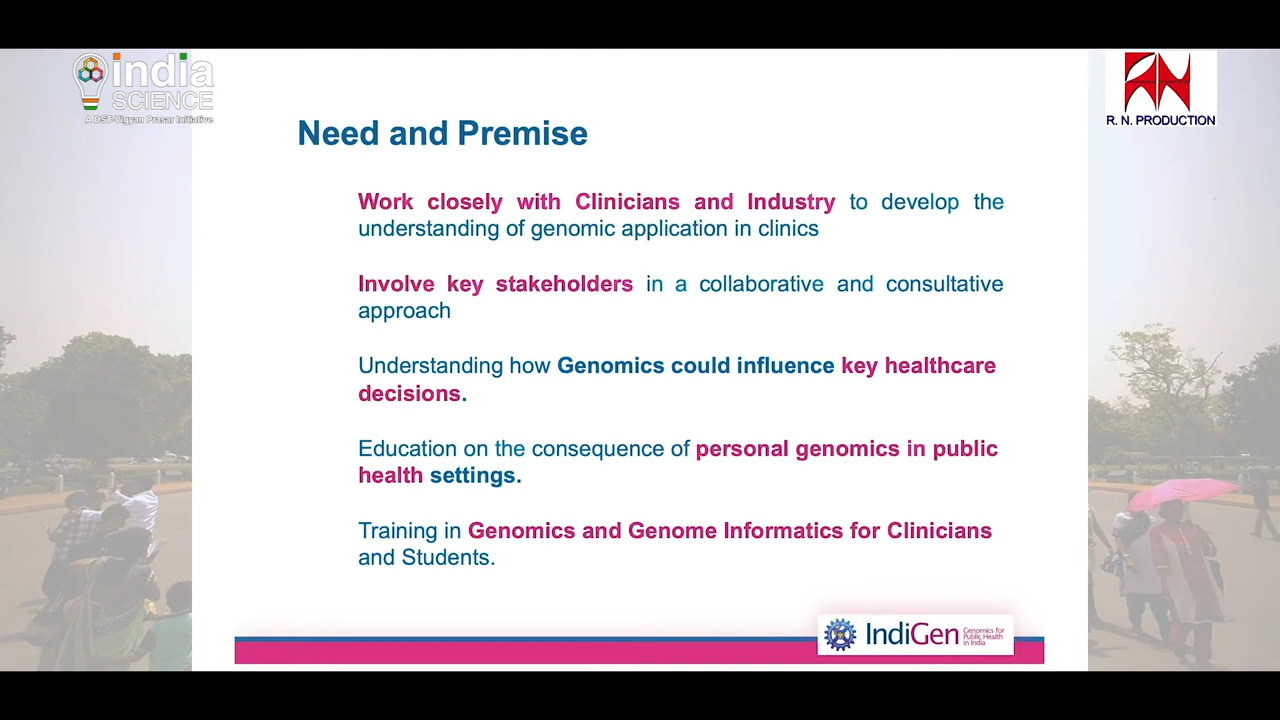 india
SCIENCE
A DST-Vigyan Prasar Initiative
R. N. PRODUCTION
Need and Premise
Work closely with Clinicians and Industry to develop the
understanding of genomic application in clinics
Involve key stakeholders in a collaborative and consultative
approach
Understanding how Genomics could influence key healthcare
decisions.
Education on the consequence of personal genomics in public
health settings.
Training in Genomics and Genome Informatics for Clinicians
and Students.
IndiGen
Genomics for
Public Health
in India